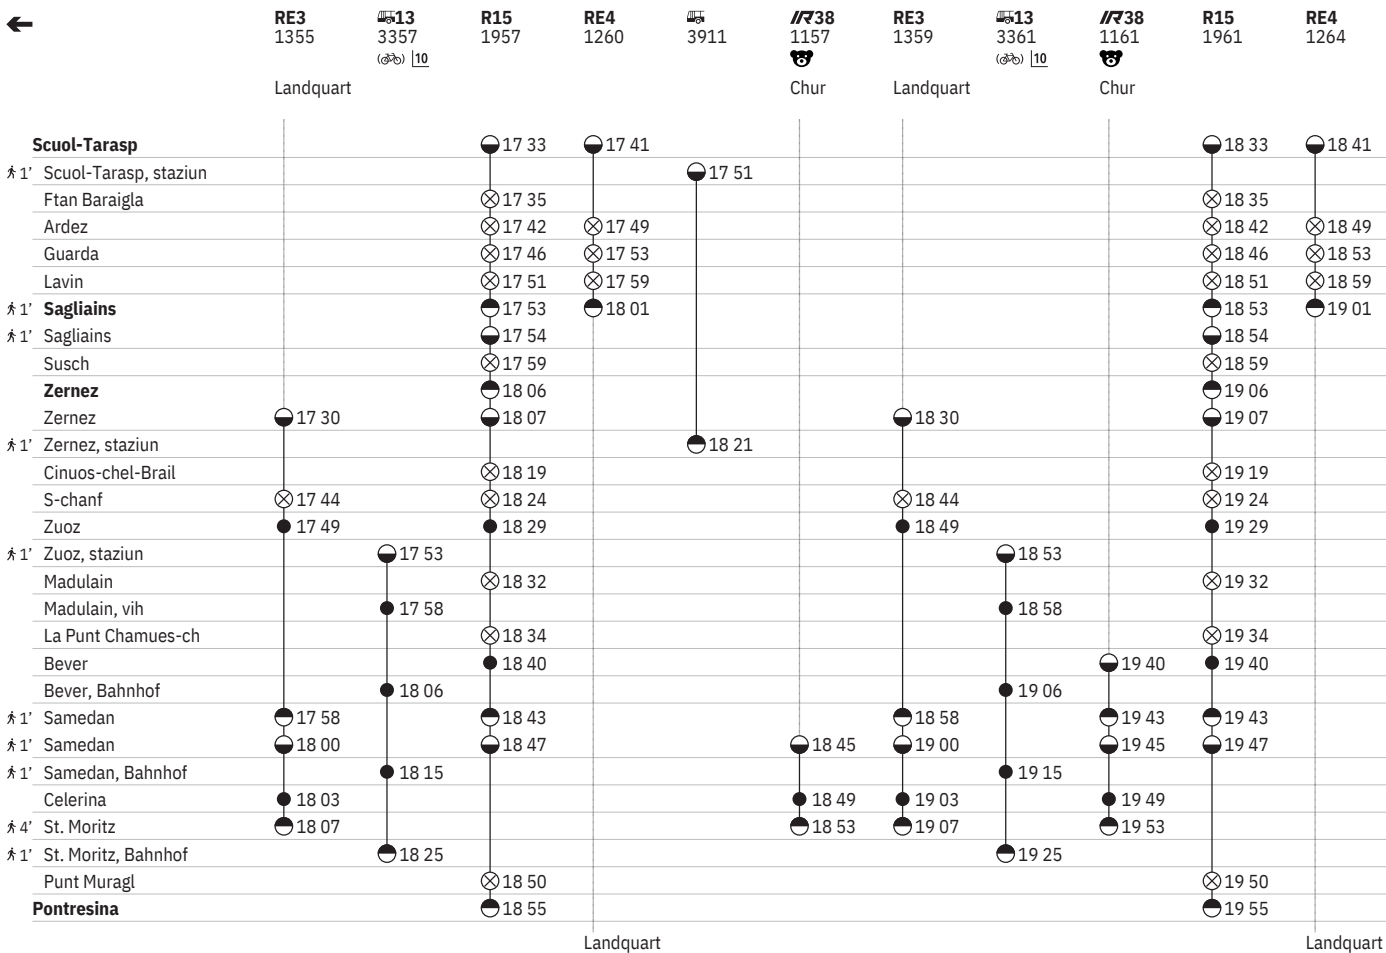 RE3 13 R15 RE4 IR38 RE3 13 IR38 R15 RE4
1355 3357 1957 1260 3911 1157 1359 3361 1161 1961 1264
10 10
Landquart Chur Landquart Chur
Scuol-Tarasp 17 33 17 41 18 33 18 41
1’ Scuol-Tarasp, staziun 17 51
Ftan Baraigla 17 35 18 35
Ardez 17 42 17 49 18 42 18 49
Guarda 17 46 17 53 18 46 18 53
Lavin 17 51 17 59 18 51 18 59
1’ Sagliains 17 53 18 01 18 53 19 01
1’ Sagliains 17 54 18 54
Susch 17 59 18 59
Zernez 18 06 19 06
Zernez 17 30 18 07 18 30 19 07
1’ Zernez, staziun 18 21
Cinuos-chel-Brail 18 19 19 19
S-chanf 17 44 18 24 18 44 19 24
Zuoz 17 49 18 29 18 49 19 29
1’ Zuoz, staziun 17 53 18 53
Madulain 18 32 19 32
Madulain, vih 17 58 18 58
La Punt Chamues-ch 18 34 19 34
Bever 18 40 19 40 19 40
Bever, Bahnhof 18 06 19 06
1’ Samedan 17 58 18 43 18 58 19 43 19 43
1’ Samedan 18 00 18 47 18 45 19 00 19 45 19 47
1’ Samedan, Bahnhof 18 15 19 15
Celerina 18 03 18 49 19 03 19 49
4’ St. Moritz 18 07 18 53 19 07 19 53
1’ St. Moritz, Bahnhof 18 25 19 25
Punt Muragl 18 50 19 50
Pontresina 18 55 19 55
Landquart Landquart